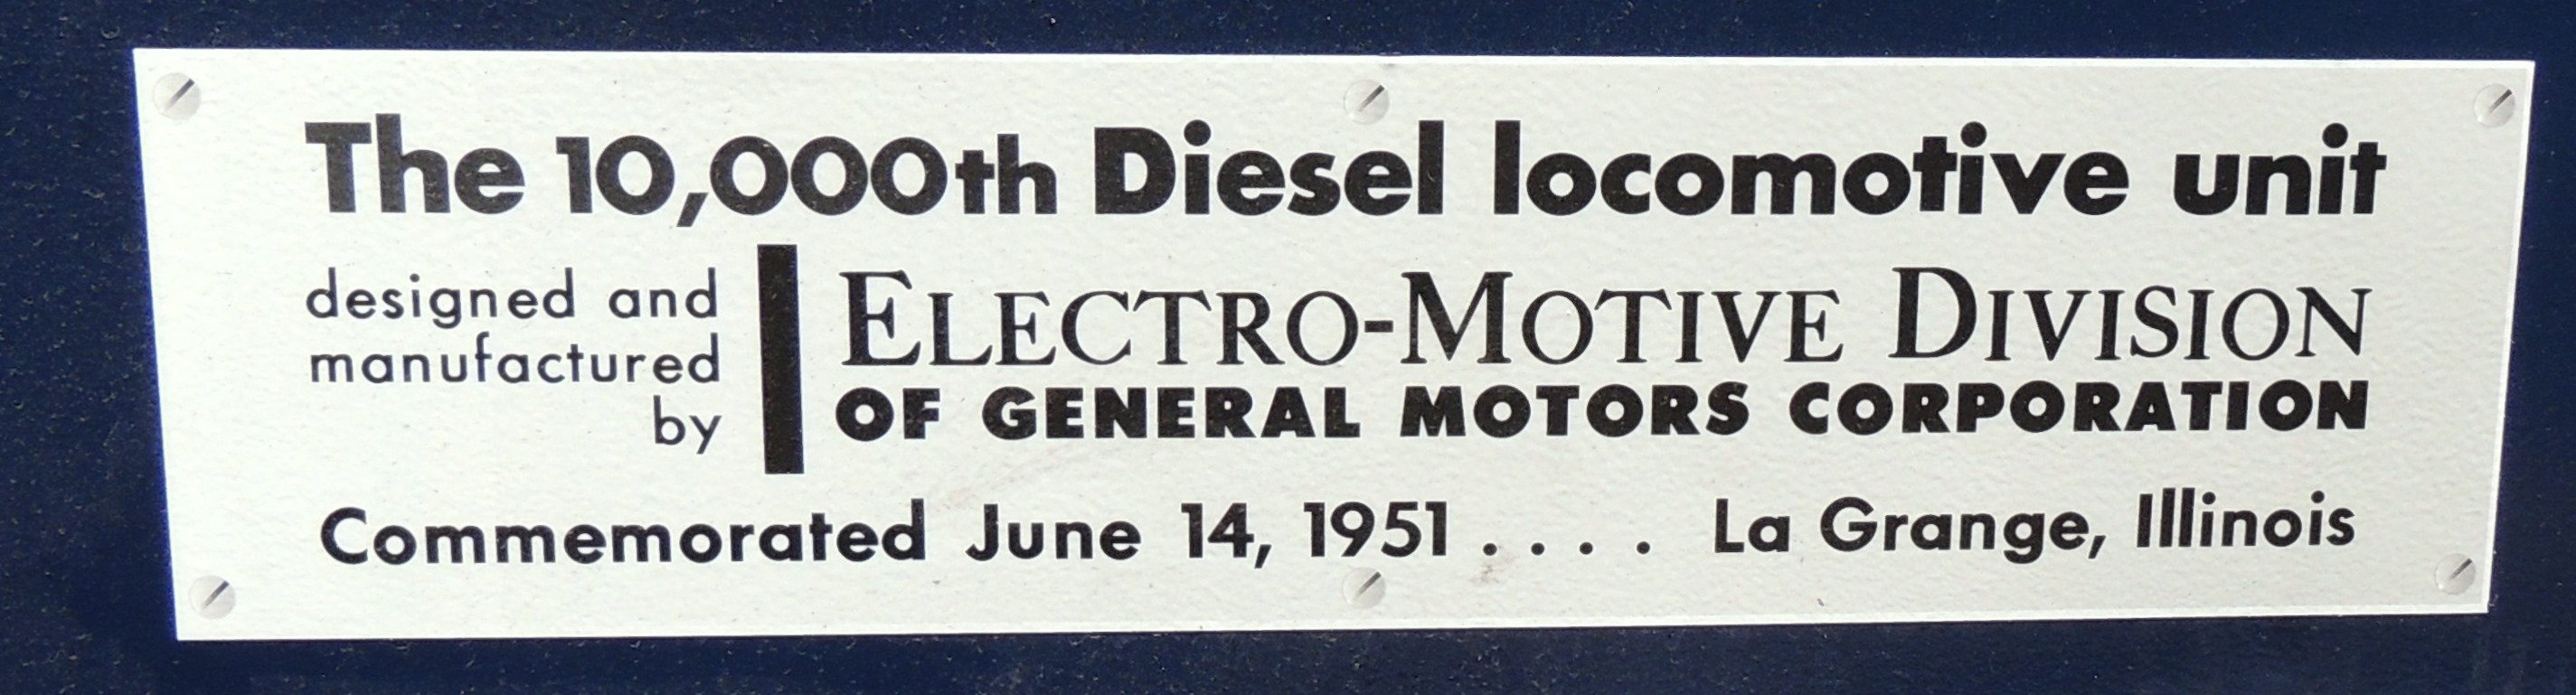 The 10,000th Diesel locomotive unit
designed and
manufactured
by
ELECTRO-MOTIVE DIVISION
OF GENERAL MOTORS CORPORATION
Commemorated June 14, 1951 . . . . La Grange, Illinois